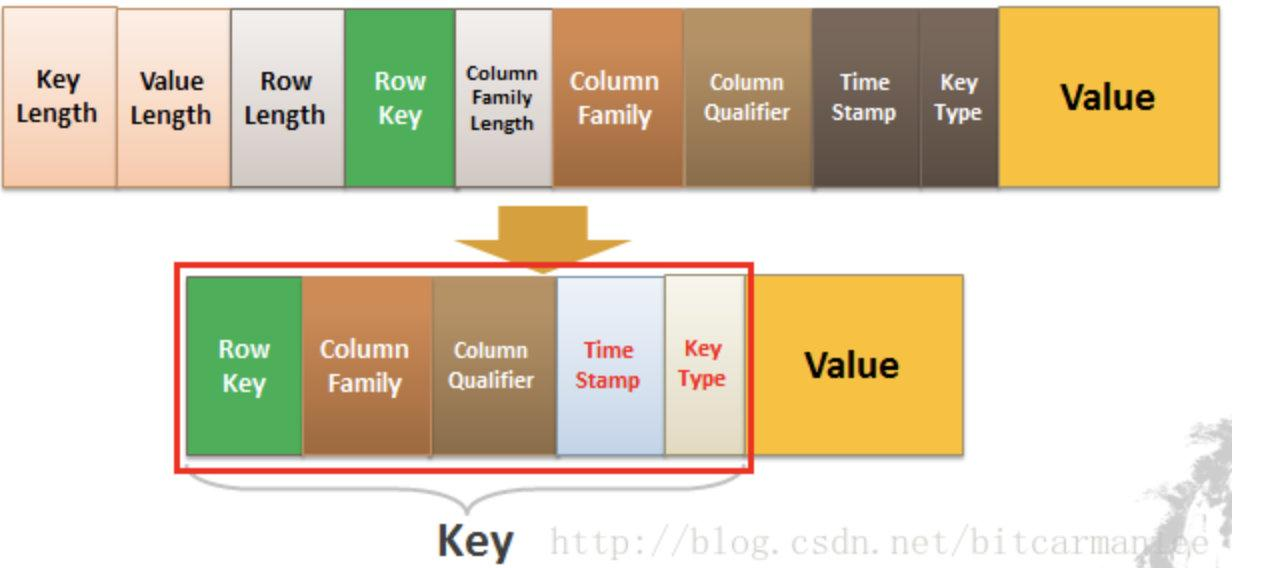 Key Length
Value Length
Row Length
Row Key
Column Family Length
Column Family
Column Qualifier
Time Stamp
Key Type
Value
Row Key
Column Family
Column Qualifier
Time Stamp
Key Type
Value
Key
http://blog.csdn.net/bitcarmanlee